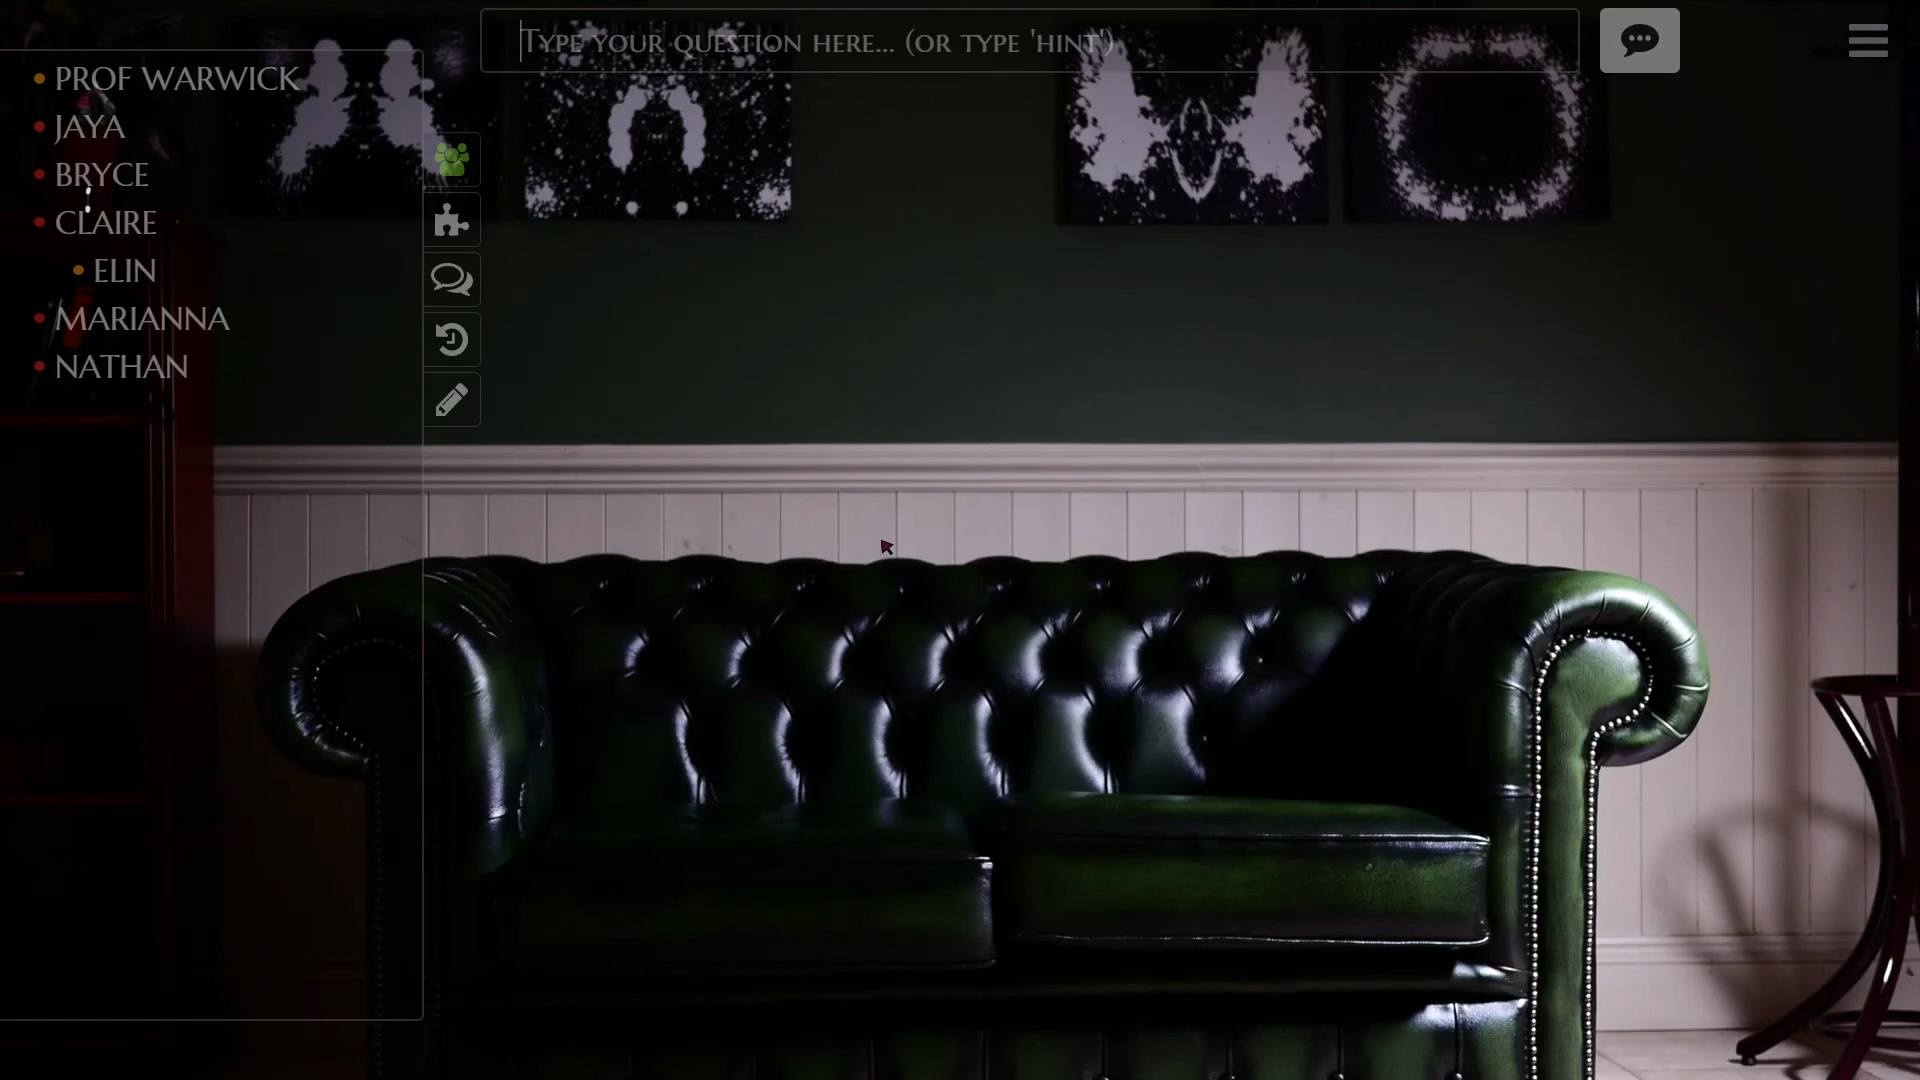 Type your question here... (or type 'hint')
PROF WARWICK
JAYA
BRYCE
CLAIRE
ELIN
MARIANNA
NATHAN